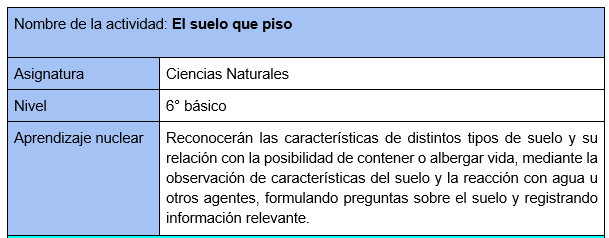 Nombre de la actividad: El suelo que piso
Asignatura
Ciencias Naturales
Nivel
6° básico
Aprendizaje nuclear
Reconocerán las características de distintos tipos de suelo y su
relación con la posibilidad de contener o albergar vida, mediante la
observación de características del suelo y la reacción con agua u
otros agentes, formulando preguntas sobre el suelo y registrando
información relevante.